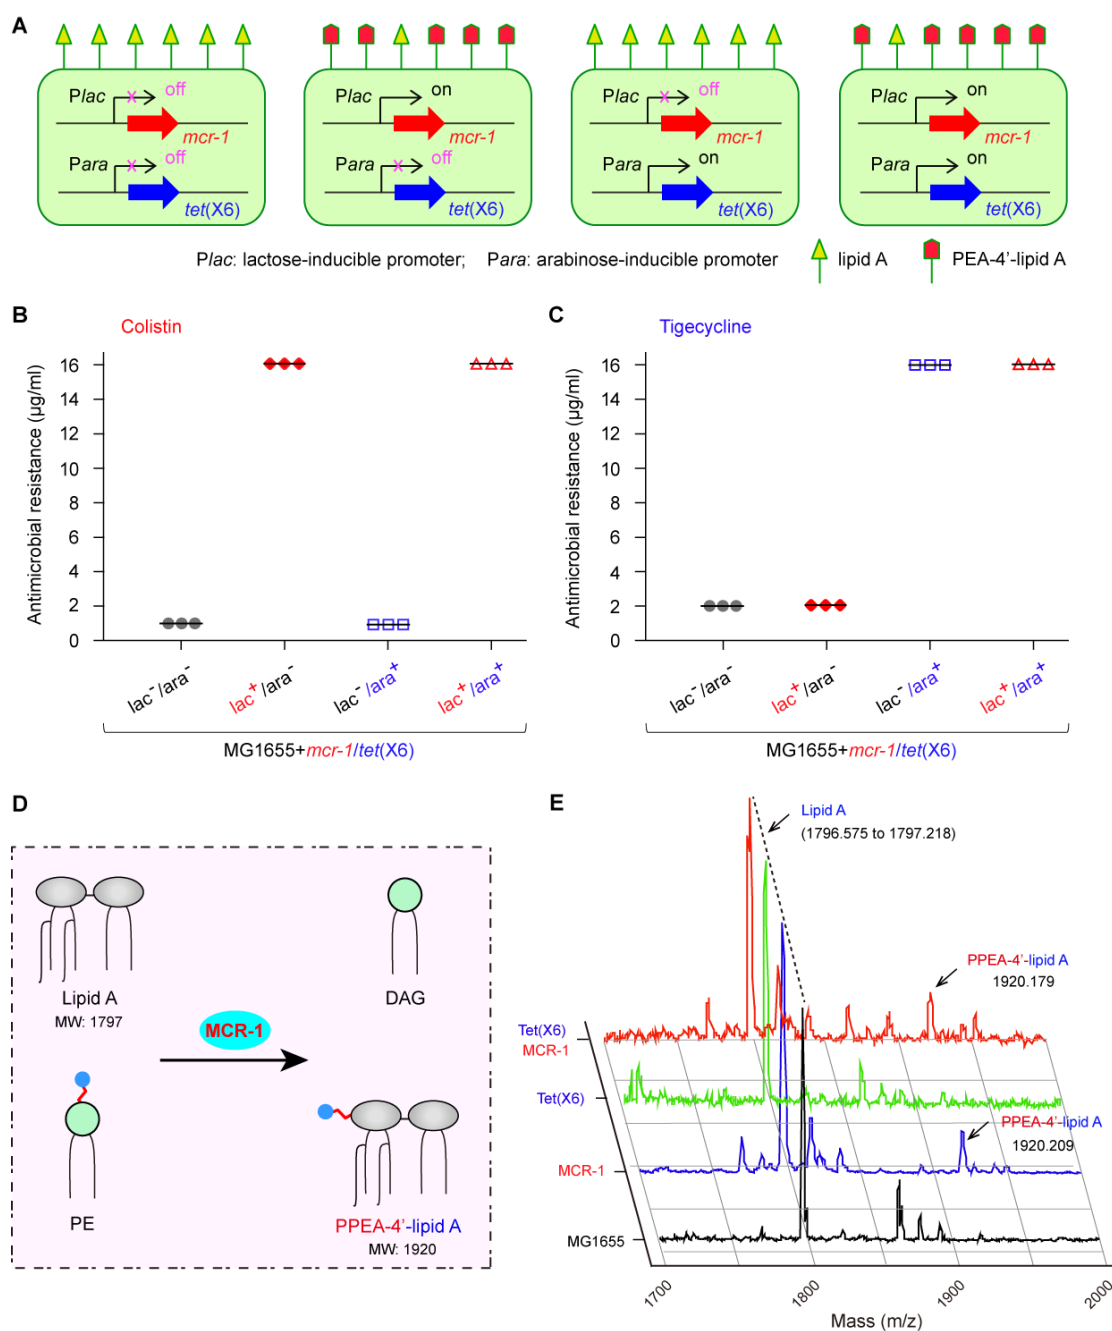 A
Plac off
mcr-1
Para off
tet(X6)
Plac on
mcr-1
Para off
tet(X6)
Plac off
mcr-1
Para on
tet(X6)
Plac on
mcr-1
Para on
tet(X6)
Plac: lactose-inducible promoter; Para: arabinose-inducible promoter lipid A PEA-4'-lipid A
B
Colistin
Antimicrobial resistance (µg/ml)
16
14
12
10
8
6
4
2
0
lac-/ara-
lac+/ara-
lac-/ara+
lac+/ara+
MG1655+mcr-1/tet(X6)
C
Tigecycline
Antimicrobial resistance (µg/ml)
16
14
12
10
8
6
4
2
0
lac-/ara-
lac+/ara-
lac-/ara+
lac+/ara+
MG1655+mcr-1/tet(X6)
D
Lipid A
MW: 1797
DAG
MCR-1
PE
PPEA-4'-lipid A
MW: 1920
E
Lipid A
(1796.575 to 1797.218)
PPEA-4'-lipid A
1920.179
Tet(X6)
MCR-1
Tet(X6)
PPEA-4'-lipid A
1920.209
MCR-1
MG1655
1700
1800
1900
2000
Mass (m/z)